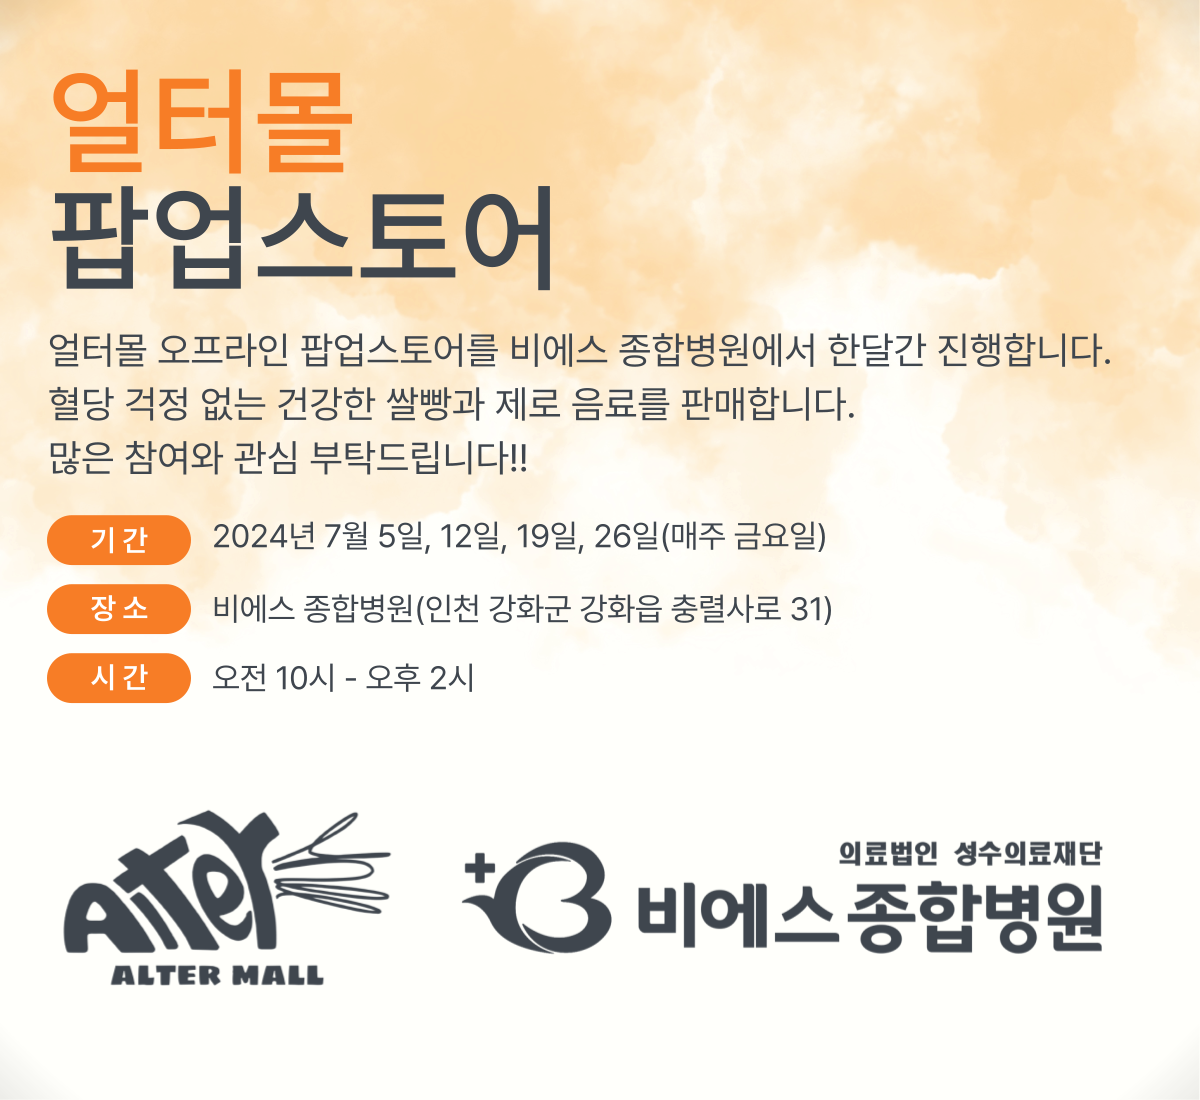 얼터몰
팝업스토어
얼터몰 오프라인 팝업스토어를 비에스 종합병원에서 한달간 진행합니다.
혈당 걱정 없는 건강한 쌀빵과 제로 음료를 판매합니다.
많은 참여와 관심 부탁드립니다!!
기간 2024년 7월 5일, 12일, 19일, 26일(매주 금요일)
장소 비에스 종합병원(인천 강화군 강화읍 충렬사로 31)
시간 오전 10시 - 오후 2시
Alter
ALTER MALL
의료법인 성수의료재단
비에스종합병원